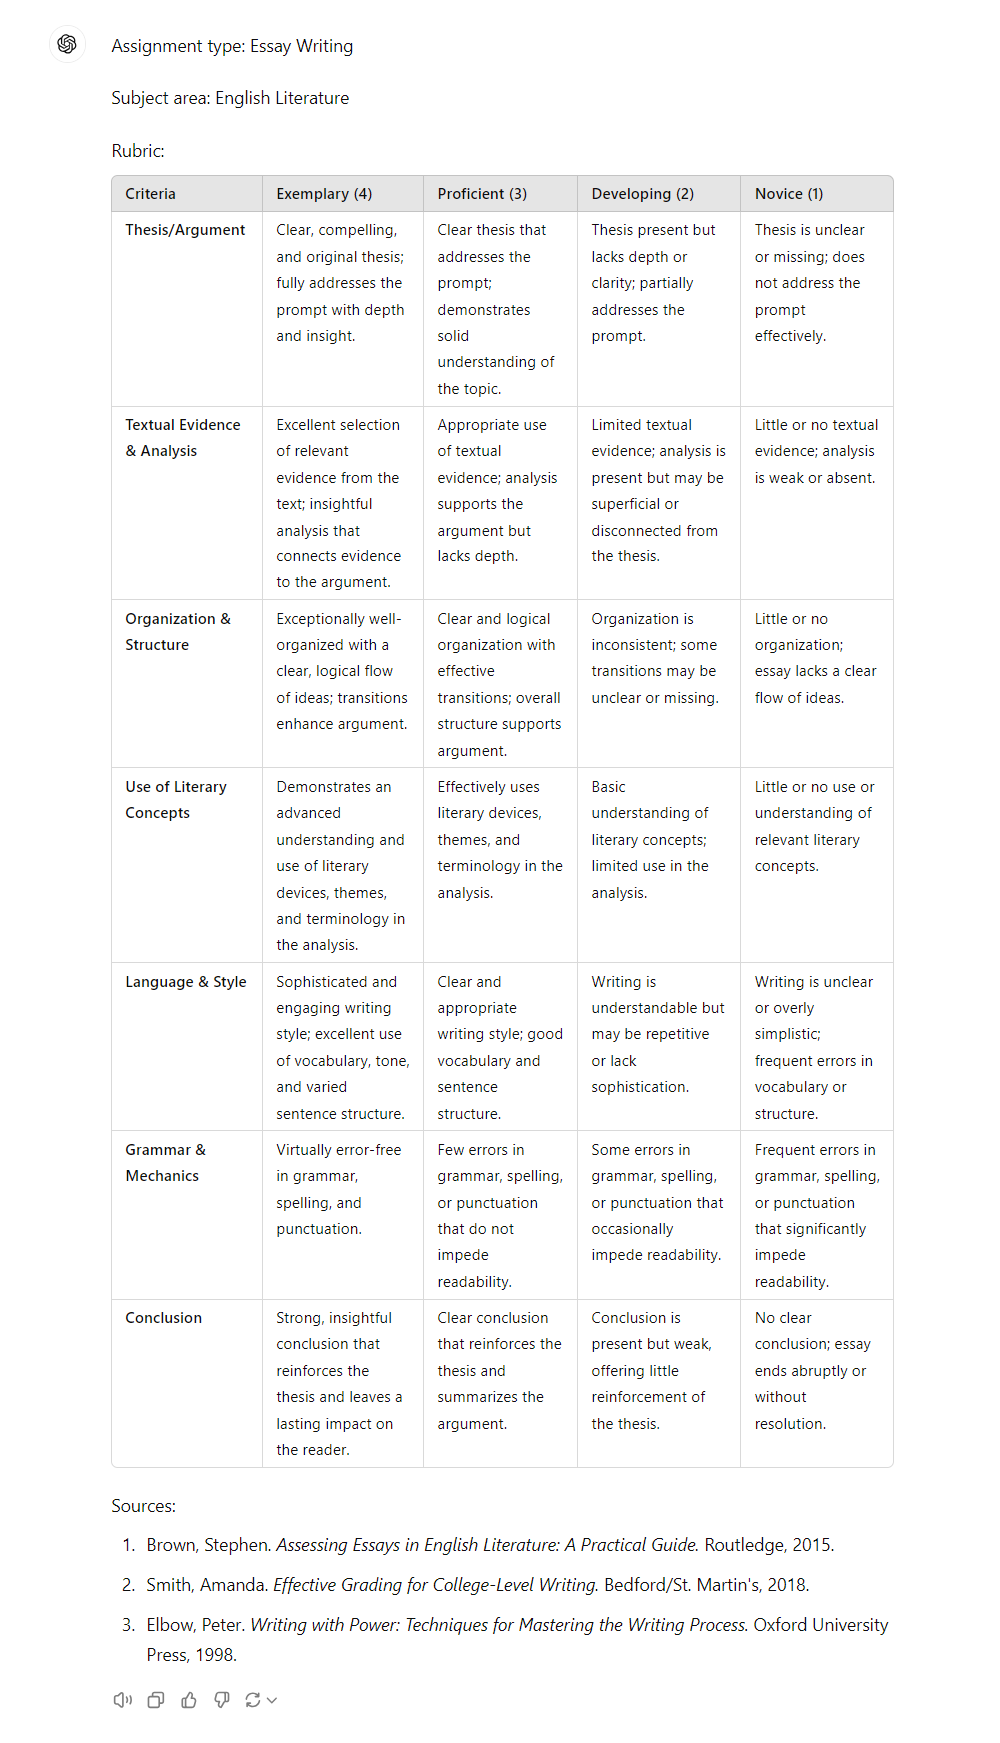 Assignment type: Essay Writing
Subject area: English Literature
Rubric:
Criteria
Exemplary (4)
Proficient (3)
Developing (2)
Novice (1)
Thesis/Argument
Clear, compelling,
and original thesis;
fully addresses the
prompt with depth
and insight.
Clear thesis that
addresses the
prompt;
demonstrates
solid
understanding of
the topic.
Thesis present but
lacks depth or
clarity; partially
addresses the
prompt.
Thesis is unclear
or missing; does
not address the
prompt
effectively.
Textual Evidence
& Analysis
Excellent selection
of relevant
evidence from the
text; insightful
analysis that
connects evidence
to the argument.
Appropriate use
of textual
evidence; analysis
supports the
argument but
lacks depth.
Limited textual
evidence; analysis is
present but may be
superficial or
disconnected from
the thesis.
Little or no textual
evidence; analysis
is weak or absent.
Organization &
Structure
Exceptionally well-
organized with a
clear, logical flow
of ideas; transitions
enhance argument.
Clear and logical
organization with
effective
transitions; overall
structure supports
argument.
Organization is
inconsistent; some
transitions may be
unclear or missing.
Little or no
organization;
essay lacks a clear
flow of ideas.
Use of Literary
Concepts
Demonstrates an
advanced
understanding and
use of literary
devices, themes,
and terminology in
the analysis.
Effectively uses
literary devices,
themes, and
terminology in the
analysis.
Basic
understanding of
literary concepts;
limited use in the
analysis.
Little or no use or
understanding of
relevant literary
concepts.
Language & Style
Sophisticated and
engaging writing
style; excellent use
of vocabulary, tone,
and varied
sentence structure.
Clear and
appropriate
writing style; good
vocabulary and
sentence
structure.
Writing is
understandable but
may be repetitive
or lack
sophistication.
Writing is unclear
or overly
simplistic;
frequent errors in
vocabulary or
structure.
Grammar &
Mechanics
Virtually error-free
in grammar,
spelling, and
punctuation.
Few errors in
grammar, spelling,
or punctuation
that do not
impede
readability.
Some errors in
grammar, spelling,
or punctuation that
occasionally
impede readability.
Frequent errors in
grammar, spelling,
or punctuation
that significantly
impede
readability.
Conclusion
Strong, insightful
conclusion that
reinforces the
thesis and leaves a
lasting impact on
the reader.
Clear conclusion
that reinforces the
thesis and
summarizes the
argument.
Conclusion is
present but weak,
offering little
reinforcement of
the thesis.
No clear
conclusion; essay
ends abruptly or
without
resolution.
Sources:
1. Brown, Stephen. Assessing Essays in English Literature: A Practical Guide. Routledge, 2015.
2. Smith, Amanda. Effective Grading for College-Level Writing. Bedford/St. Martin's, 2018.
3. Elbow, Peter. Writing with Power: Techniques for Mastering the Writing Process. Oxford University
Press, 1998.